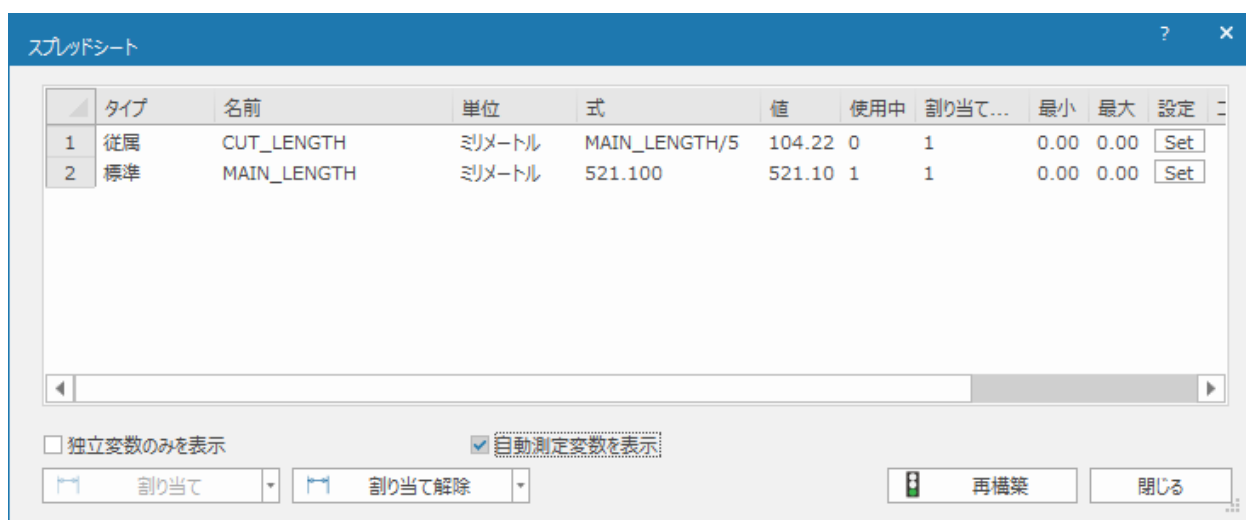 スプレッドシート ? ×
タイプ 名前 単位 式 値 使用中 割り当て... 最小 最大 設定
1 従属 CUT_LENGTH ミリメートル MAIN_LENGTH/5 104.22 0 1 0.00 0.00 Set
2 標準 MAIN_LENGTH ミリメートル 521.100 521.10 1 1 0.00 0.00 Set
独立変数のみを表示 自動測定変数を表示
割り当て 割り当て解除 再構築 閉じる